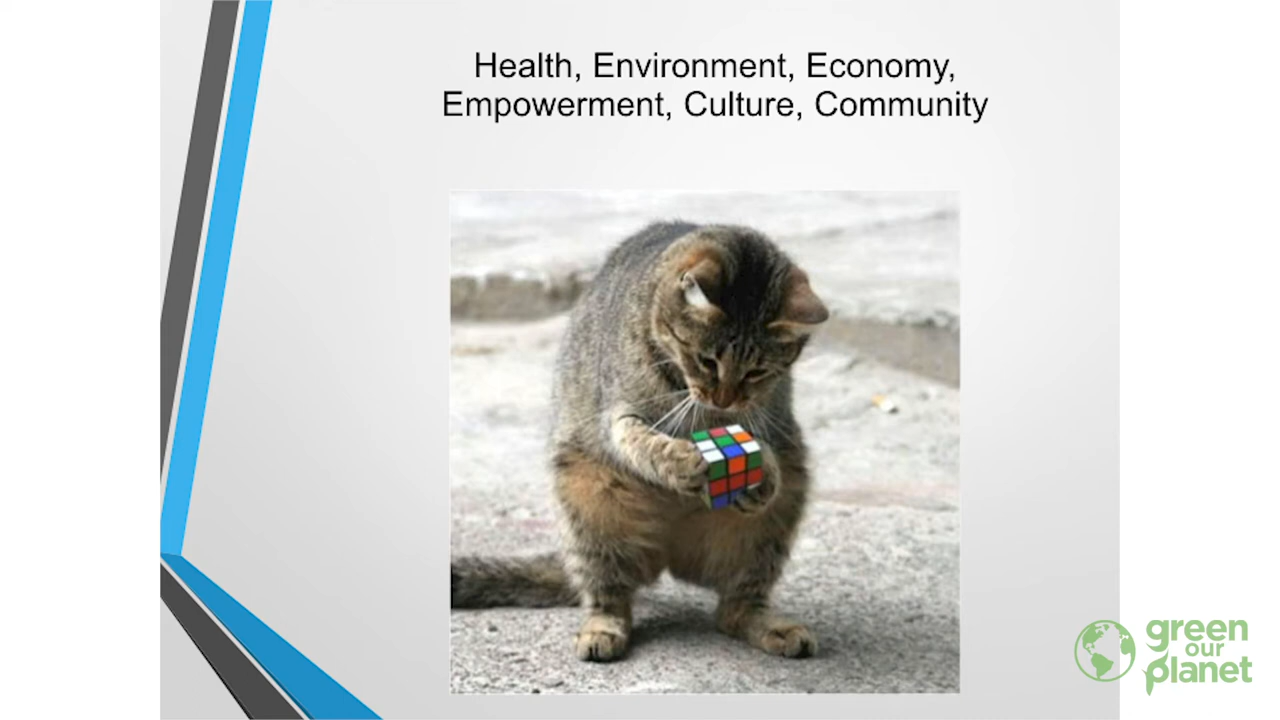 Health, Environment, Economy,
Empowerment, Culture, Community
green
our
planet